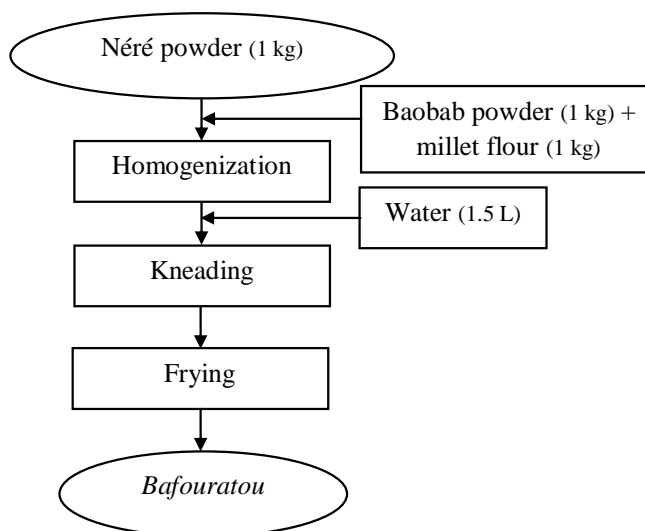 Néré powder (1 kg)
Baobab powder (1 kg) +
millet flour (1 kg)
Homogenization
Water (1.5 L)
Kneading
Frying
Bafouratou